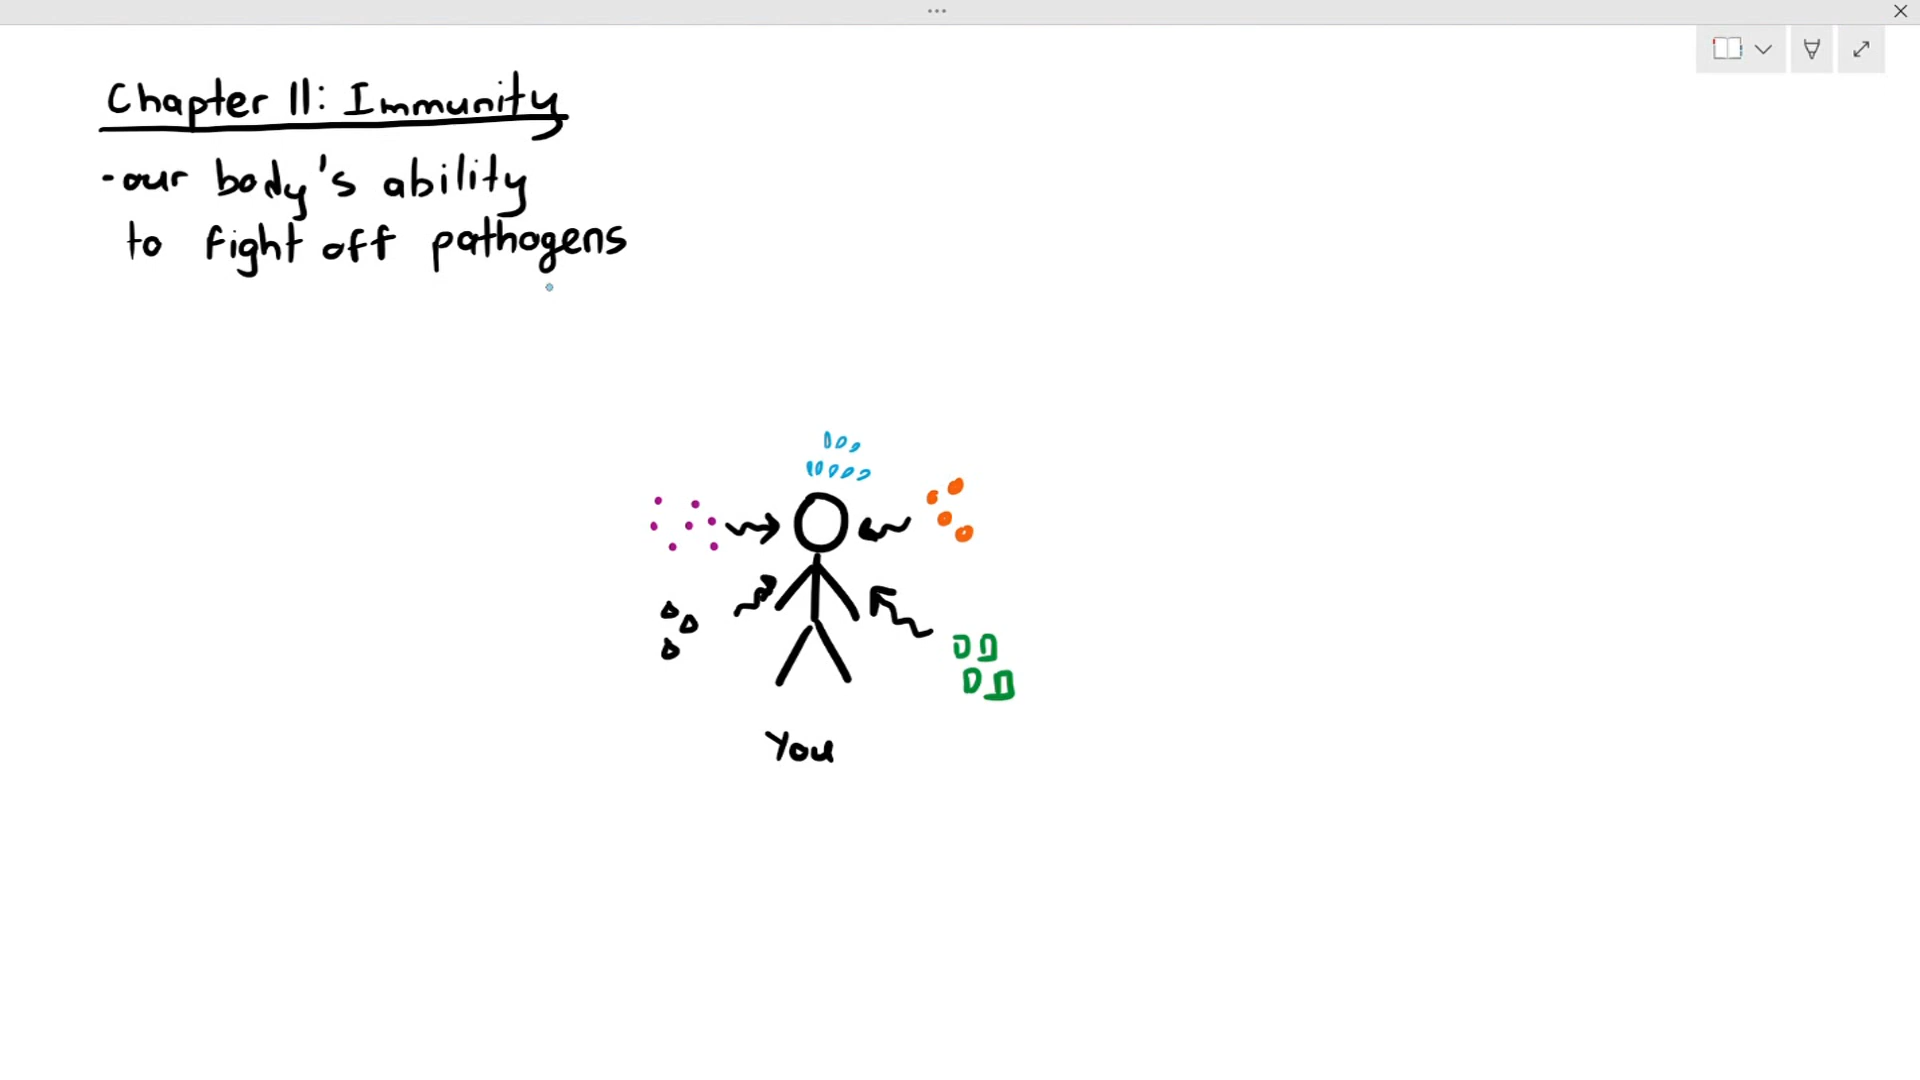 Chapter 11: Immunity
- our body's ability
to fight off pathogens
You